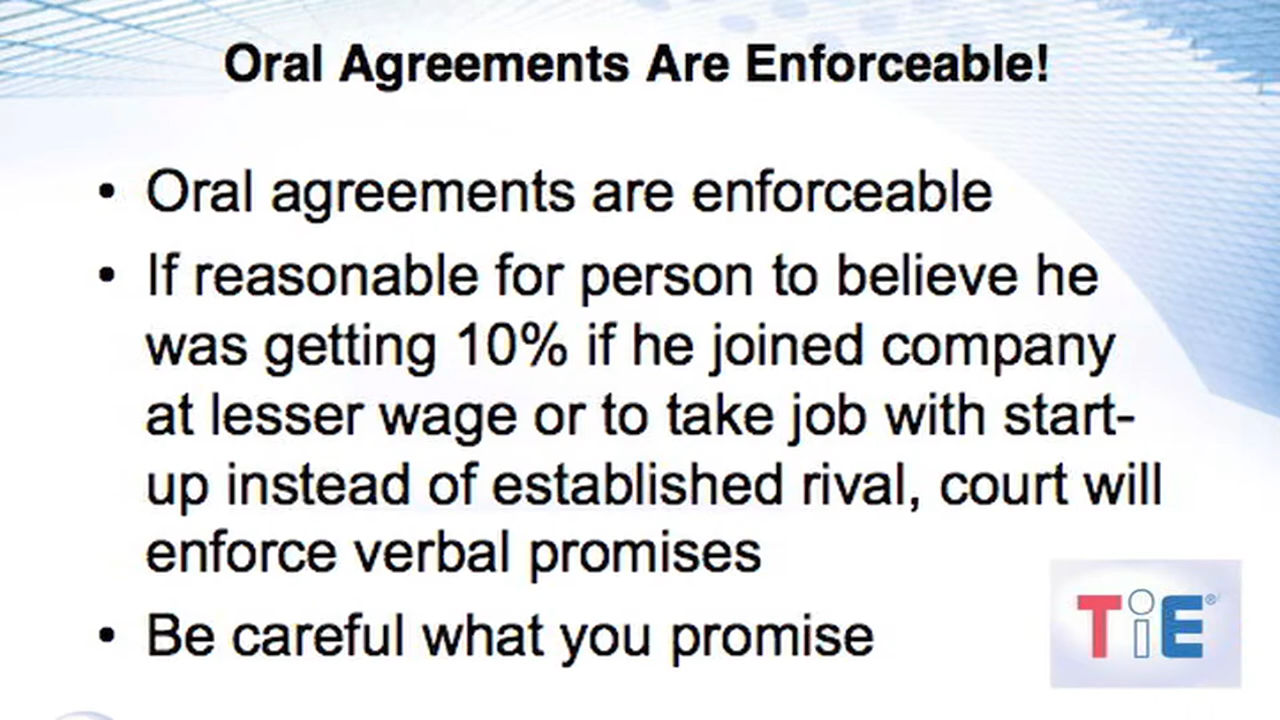 Oral Agreements Are Enforceable!
• Oral agreements are enforceable
• If reasonable for person to believe he
was getting 10% if he joined company
at lesser wage or to take job with start-
up instead of established rival, court will
enforce verbal promises
• Be careful what you promise
TiE®